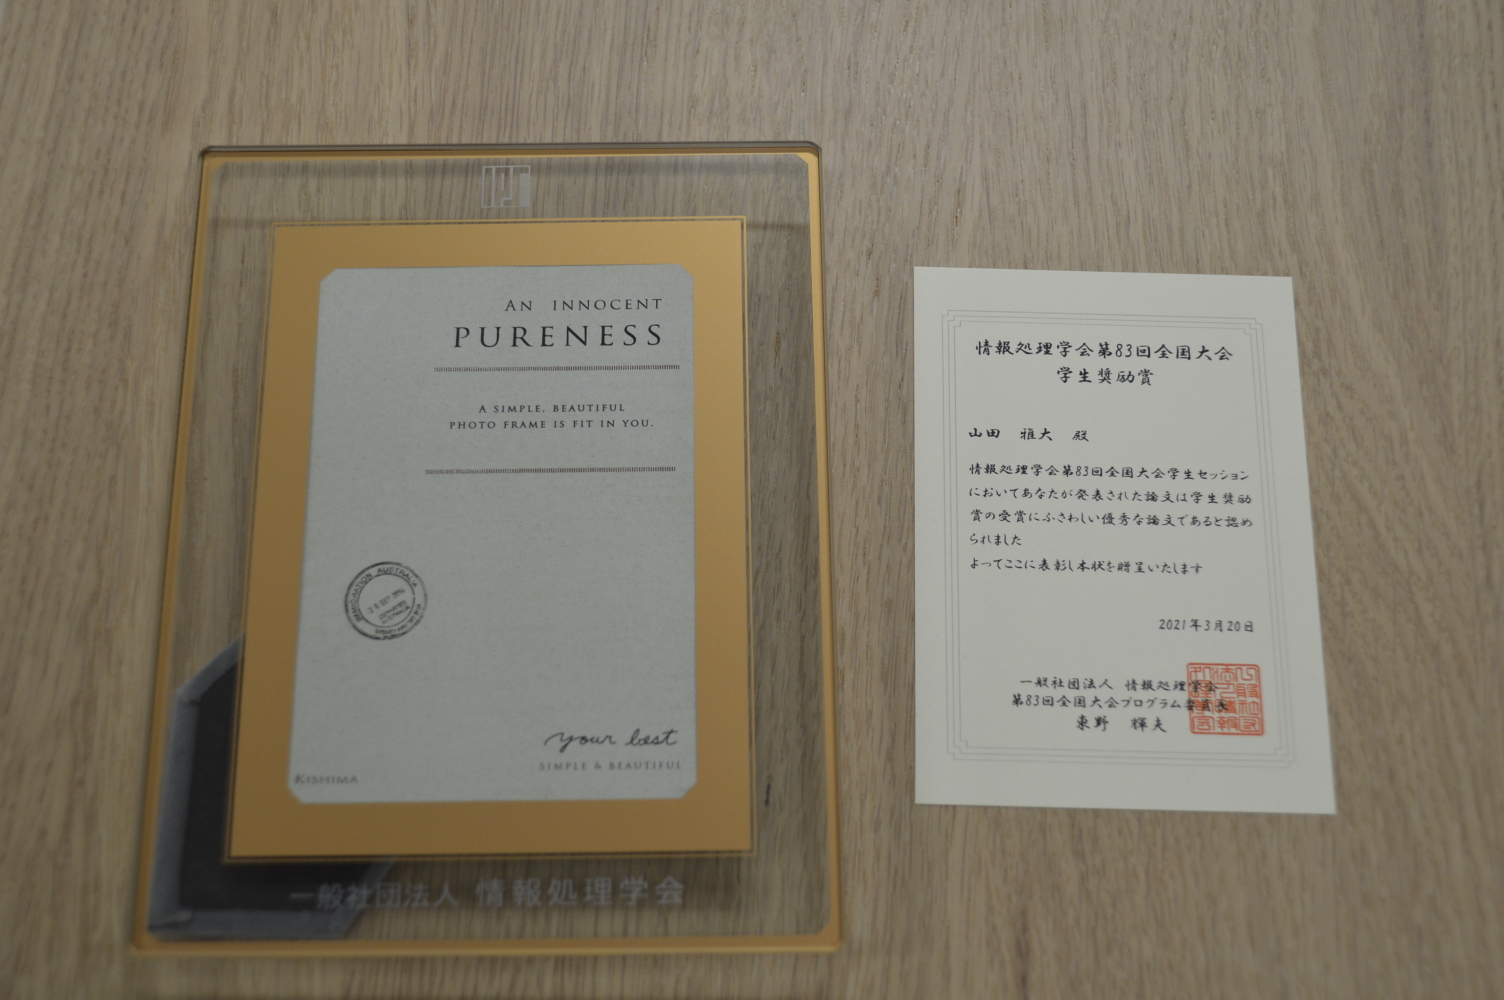 AN INNOCENT
PURENESS
A SIMPLE, BEAUTIFUL
PHOTO FRAME IS FIT IN YOU.
IMMIGRATION AUSTRALIA
your best
SIMPLE & BEAUTIFUL
KISHIMA
一般社団法人 情報処理学会
情報処理学会第83回全国大会
学生奨励賞
山田 雅大 殿
情報処理学会第83回全国大会学生セッション
においてあなたが発表された論文は学生奨励
賞の受賞にふさわしい優秀な論文であると認め
られました
よってここに表彰し本状を贈呈いたします
2021年3月20日
一般社団法人 情報処理学会
第83回全国大会プログラム委員長
東野 輝夫